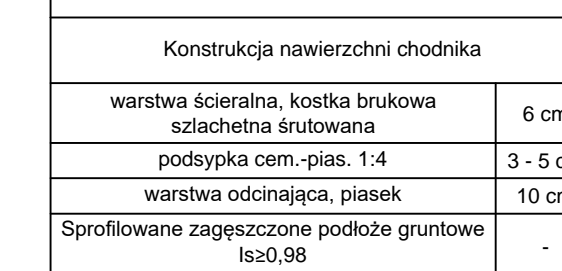 Konstrukcja nawierzchni chodnika
warstwa ścieralna, kostka brukowa
szlachetna śrutowana
6 cm
podsypka cem.-pias. 1:4
3 - 5 c
warstwa odcinająca, piasek
10 cm
Sprofilowane zagęszczone podłoże gruntowe
Is≥0,98
-